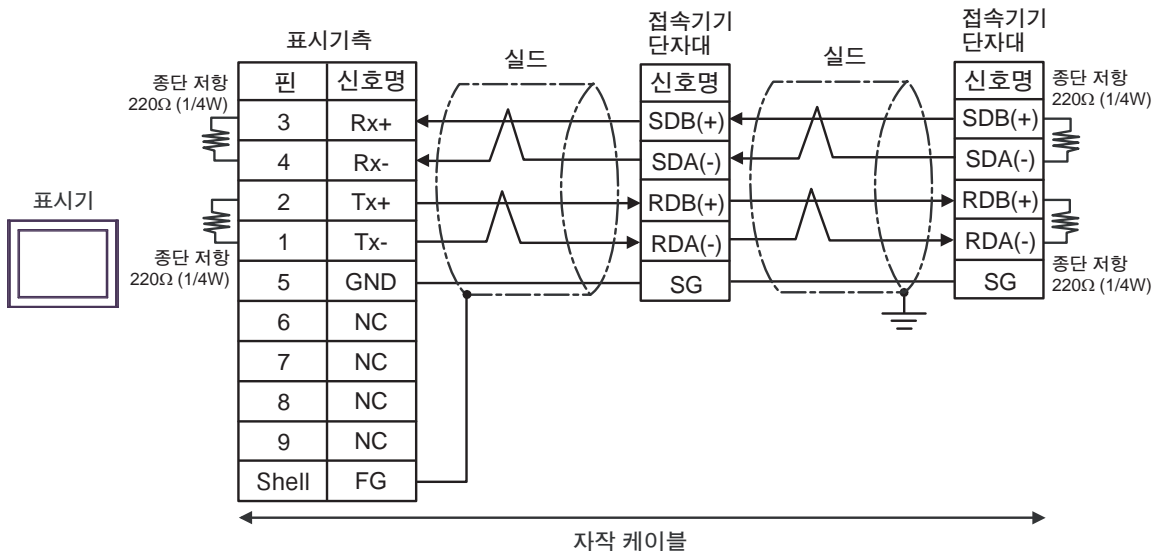 표시기측
접속기기
단자대
접속기기
단자대
실드
실드
종단 저항
220Ω (1/4W)
핀 신호명
신호명
신호명
종단 저항
220Ω (1/4W)
3 Rx+ SDB(+) SDB(+)
4 Rx- SDA(-) SDA(-)
표시기
2 Tx+ RDB(+) RDB(+)
1 Tx- RDA(-) RDA(-)
종단 저항
220Ω (1/4W)
종단 저항
220Ω (1/4W)
5 GND SG SG
6 NC
7 NC
8 NC
9 NC
Shell FG
자작 케이블